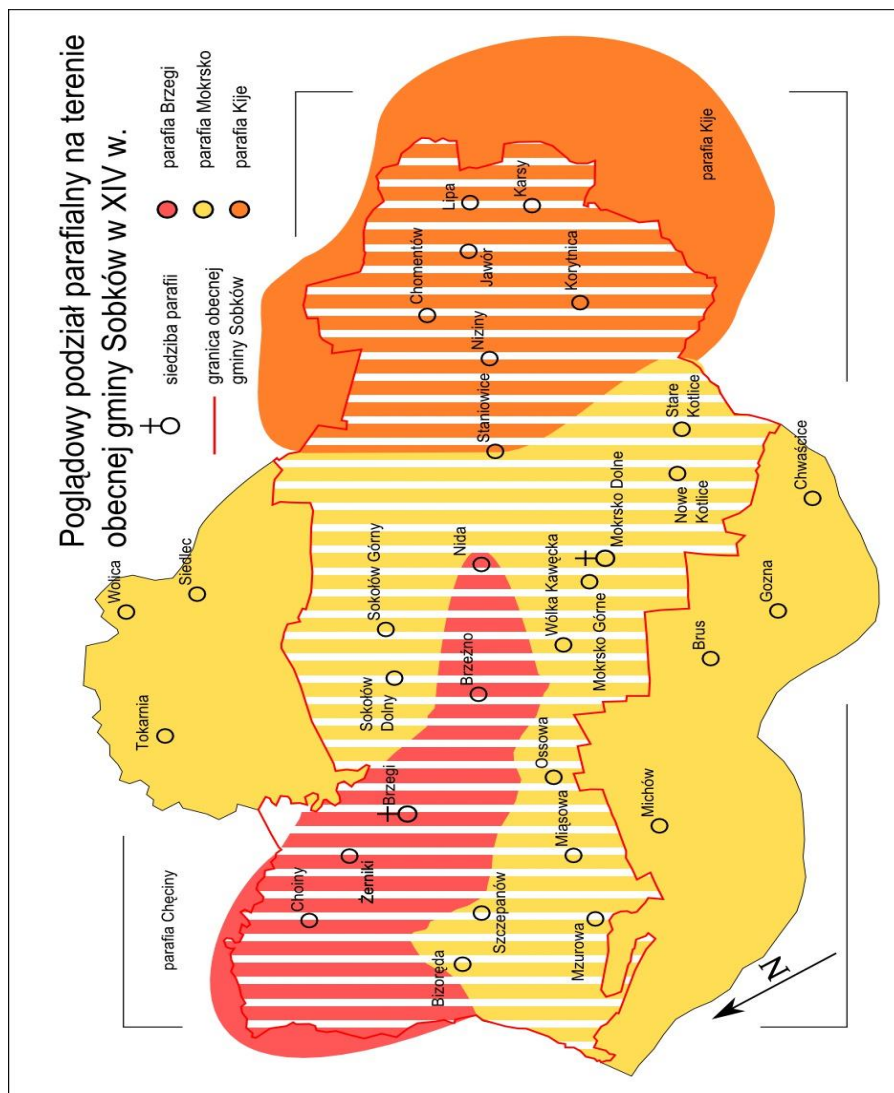 Poglądowy podział parafialny na terenie
obecnej gminy Sobków w XIV w.
siedziba parafii
granica obecnej
gminy Sobków
parafia Brzegi
parafia Mokrsko
parafia Kije
parafia Chęciny
parafia Kije
Wolica
Siedlec
Tokarnia
Choiny
Żerniki
Brzegi
Sokołów
Dolny
Sokołów Górny
Chomentów
Lipa
Jawór
Karsy
Bizoręda
Szczepanów
Brzeźno
Nida
Staniowice
Niziny
Korytnica
Mzurowa
Miąsowa
Ossowa
Wólka Kawęcka
Mokrsko Górne
Mokrsko Dolne
Nowe
Kotlice
Stare
Kotlice
Michów
Brus
Gozna
Chwaścice
N